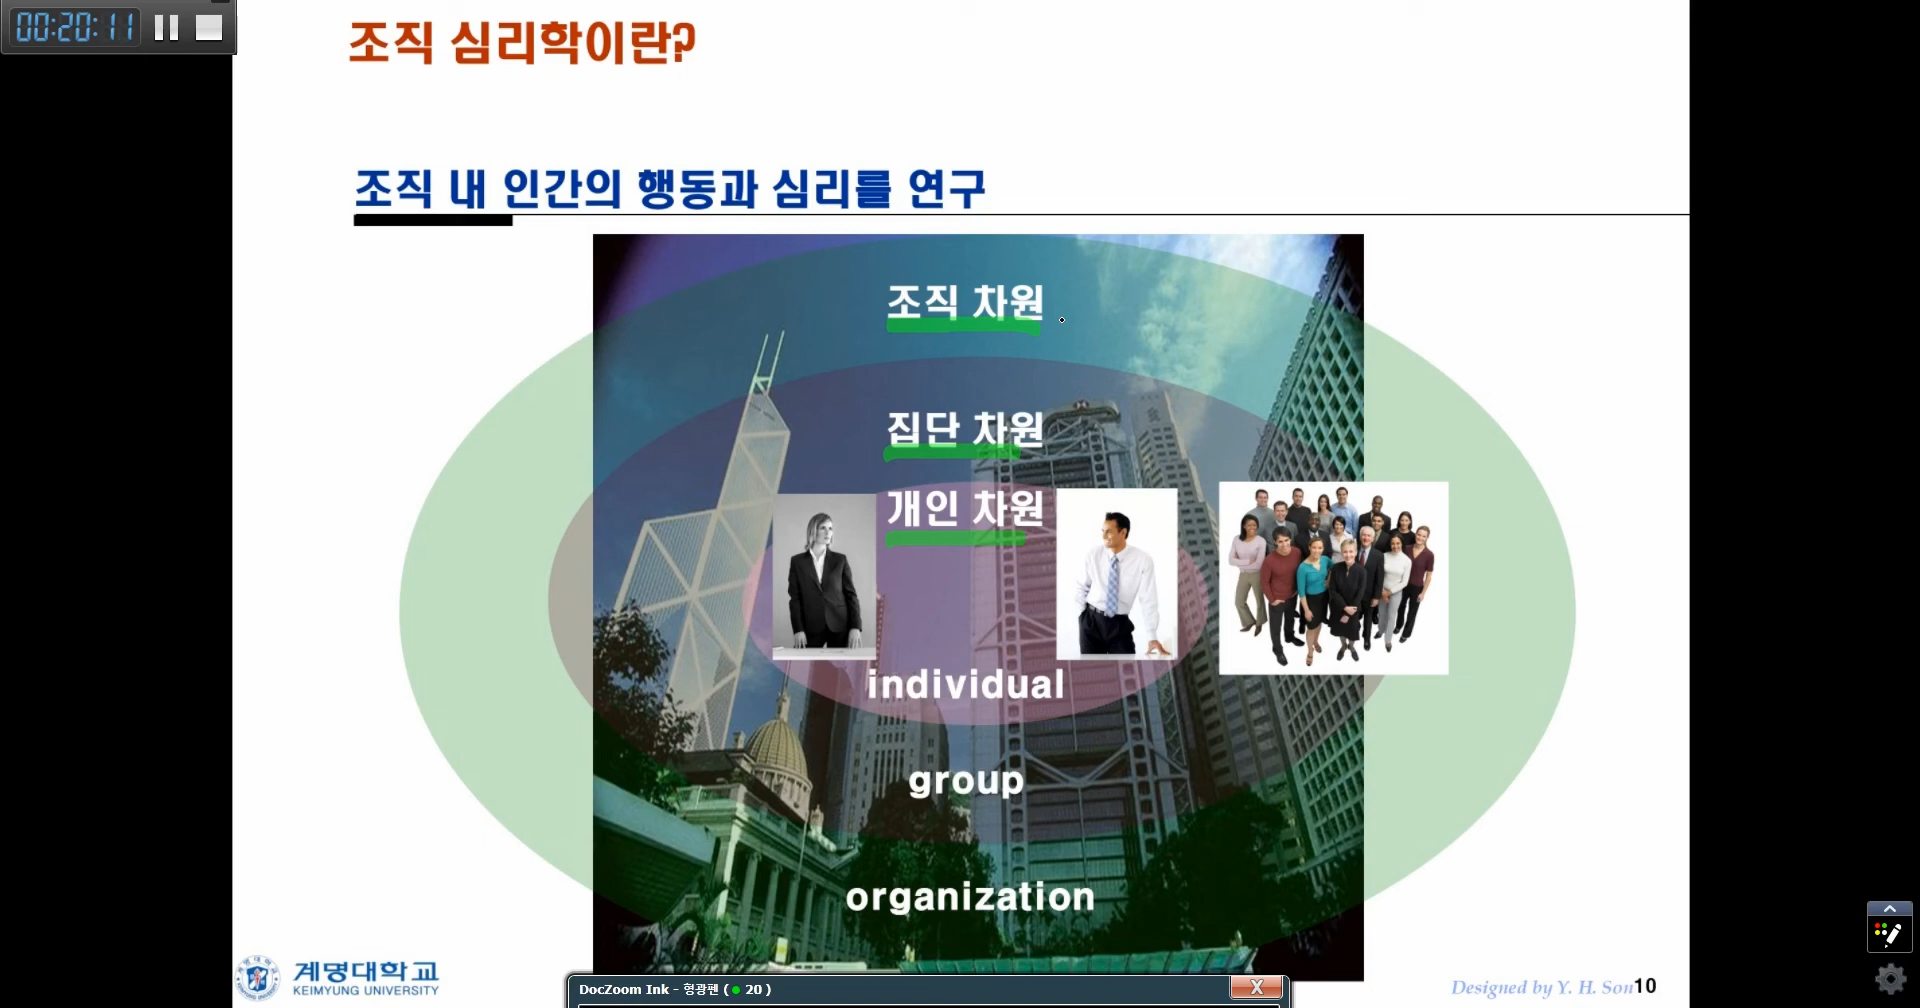 00:20:11
조직 심리학이란?
조직 내 인간의 행동과 심리를 연구
조직 차원
집단 차원
개인 차원
individual
group
organization
계명대학교
KEIMYUNG UNIVERSITY
DocZoom Ink - 형광펜 ( 20 )
X
Designed by Y. H. Son 10